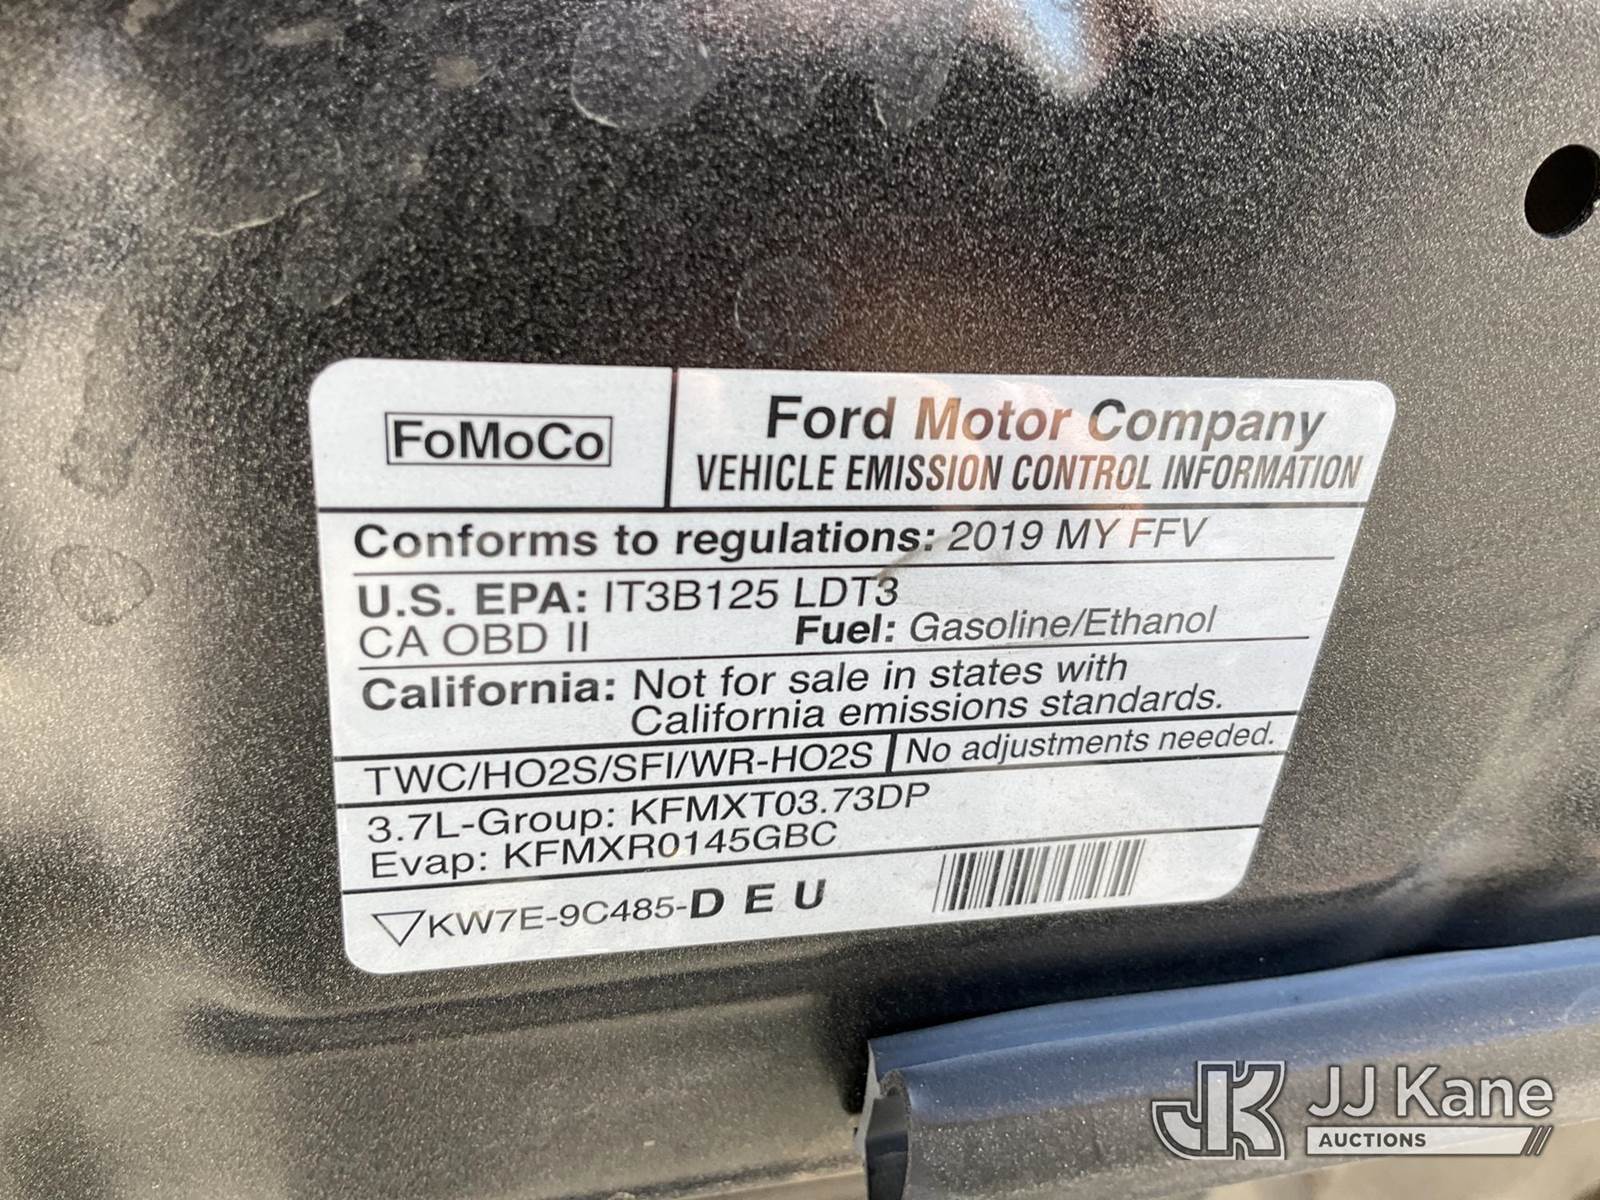 FoMoCo
Ford Motor Company
VEHICLE EMISSION CONTROL INFORMATION
Conforms to regulations: 2019 MY FFV
U.S. EPA: IT3B125 LDT3
CA OBD II Fuel: Gasoline/Ethanol
California: Not for sale in states with
California emissions standards.
TWC/HO2S/SFI/WR-HO2S No adjustments needed.
3.7L-Group: KFMXT03.73DP
Evap: KFMXR0145GBC
▽KW7E-9C485-D E U
JK JJ Kane
AUCTIONS